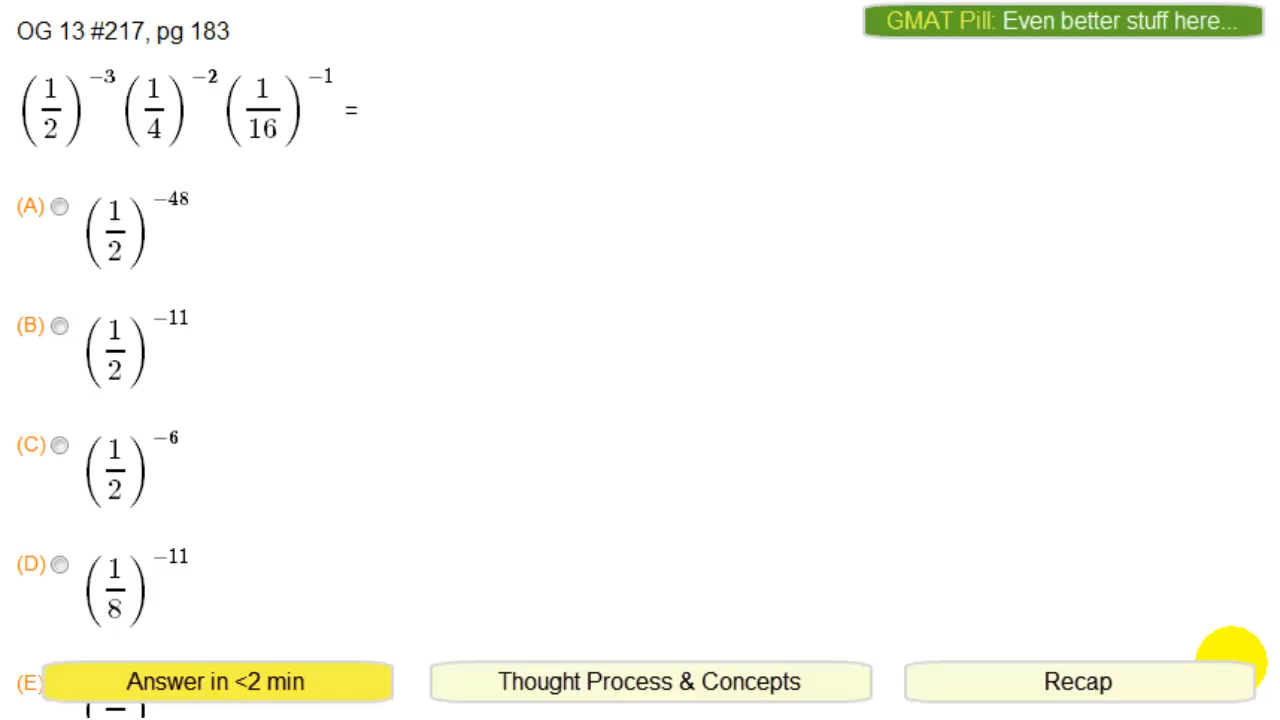 OG 13 #217, pg 183
GMAT Pill: Even better stuff here...
(1/2)^−3 (1/4)^−2 (1/16)^−1 =
(A) (1/2)^−48
(B) (1/2)^−11
(C) (1/2)^−6
(D) (1/8)^−11
(E)
Answer in <2 min
Thought Process & Concepts
Recap